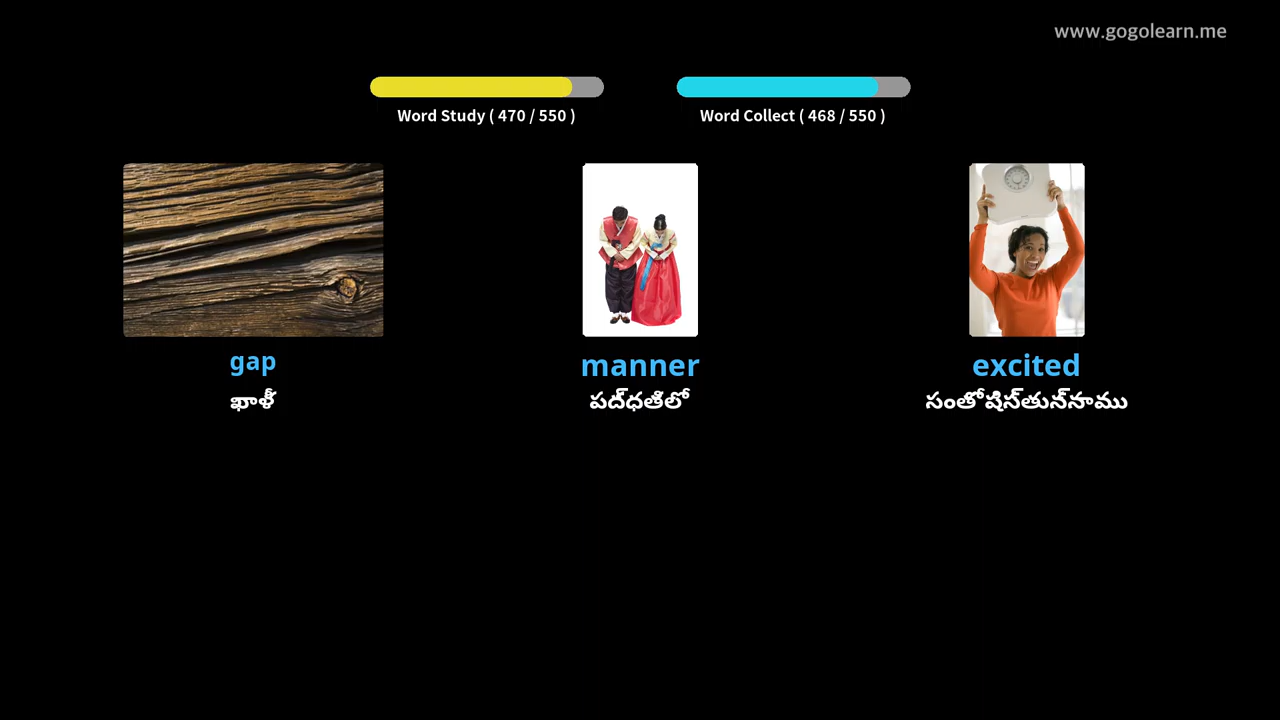 www.gogolearn.me
Word Study ( 470 / 550 )
Word Collect ( 468 / 550 )
gap
ఖాళీ
manner
పద్ధతిలో
excited
సంతోషిస్తున్నాము